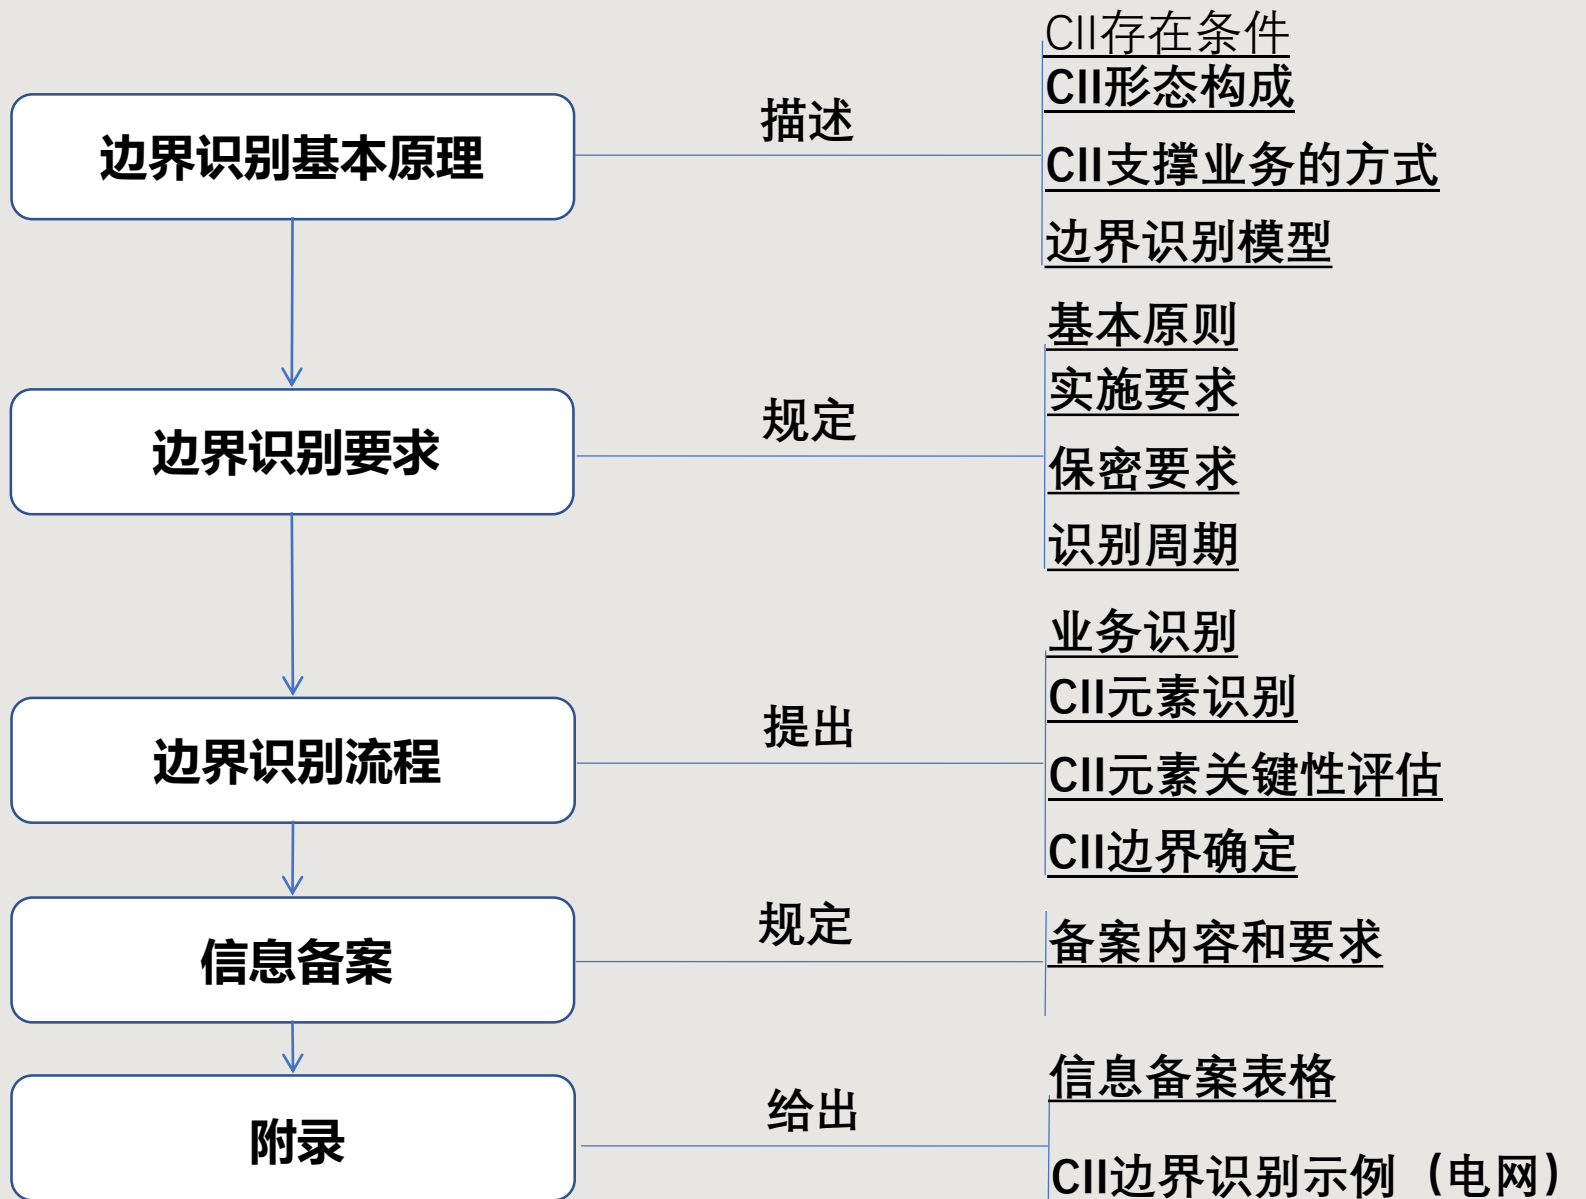 边界识别基本原理
描述
CII存在条件
CII形态构成
CII支撑业务的方式
边界识别模型
边界识别要求
规定
基本原则
实施要求
保密要求
识别周期
边界识别流程
提出
业务识别
CII元素识别
CII元素关键性评估
CII边界确定
信息备案
规定
备案内容和要求
附录
给出
信息备案表格
CII边界识别示例（电网）